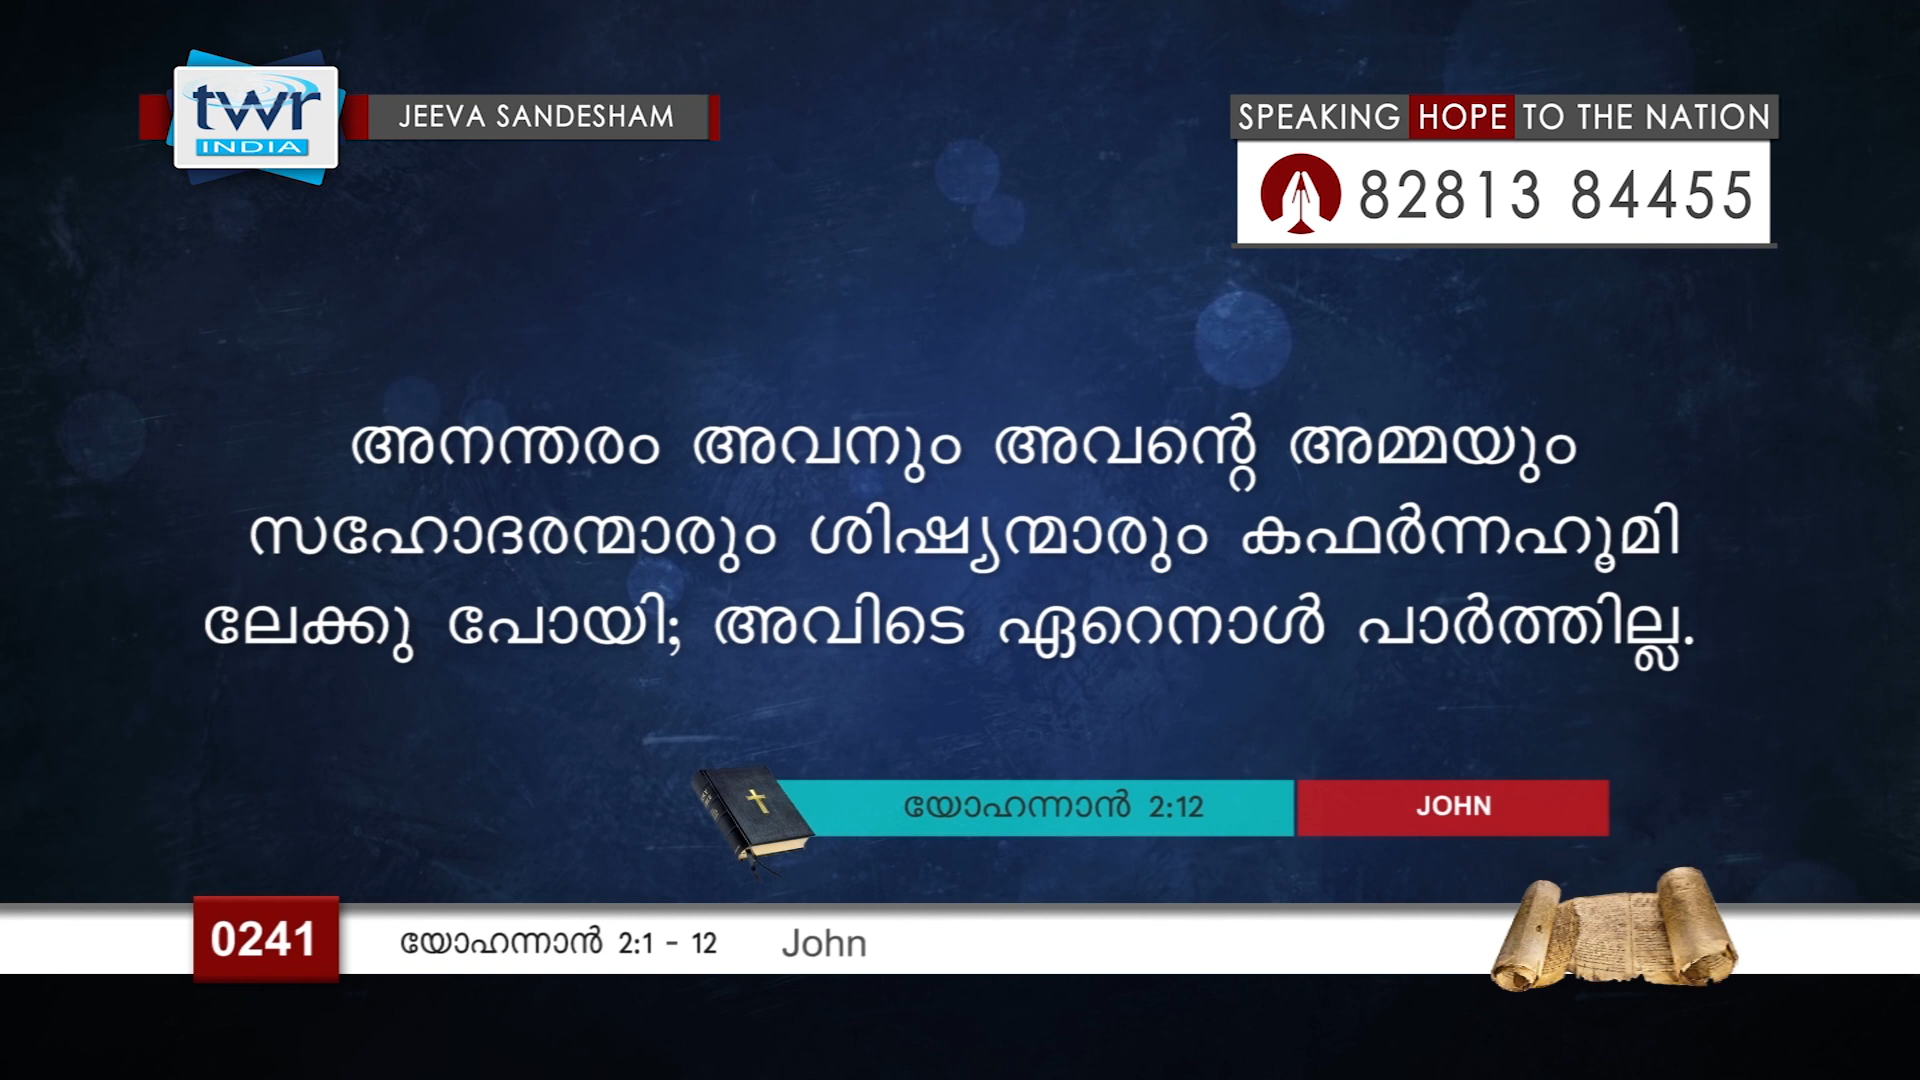 twr
INDIA
JEEVA SANDESHAM
SPEAKING HOPE TO THE NATION
82813 84455
അനന്തരം അവനും അവന്റെ അമ്മയും
സഹോദരന്മാരും ശിഷ്യന്മാരും കഫർന്നഹൂമി
ലേക്കു പോയി; അവിടെ ഏറെനാൾ പാർത്തില്ല.
യോഹന്നാൻ 2:12
JOHN
0241
യോഹന്നാൻ 2:1 - 12
John